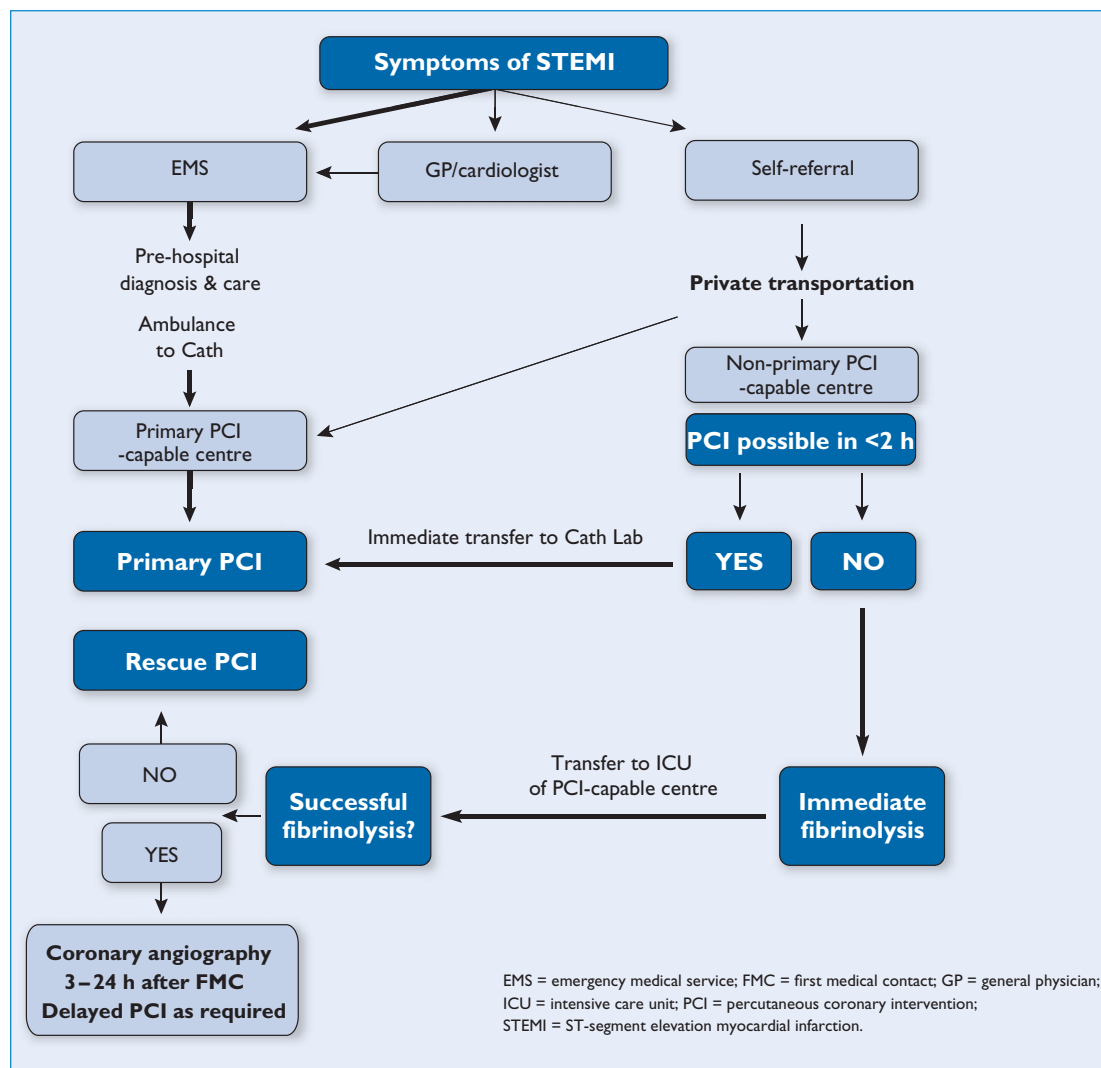 Symptoms of STEMI
EMS
GP/cardiologist
Self-referral
Pre-hospital
diagnosis & care
Private transportation
Ambulance
to Cath
Non-primary PCI
-capable centre
Primary PCI
-capable centre
PCI possible in <2 h
Immediate transfer to Cath Lab
Primary PCI
YES
NO
Rescue PCI
NO
Transfer to ICU
of PCI-capable centre
Successful
fibrinolysis?
Immediate
fibrinolysis
YES
Coronary angiography
3–24 h after FMC
Delayed PCI as required
EMS = emergency medical service; FMC = first medical contact; GP = general physician;
ICU = intensive care unit; PCI = percutaneous coronary intervention;
STEMI = ST-segment elevation myocardial infarction.